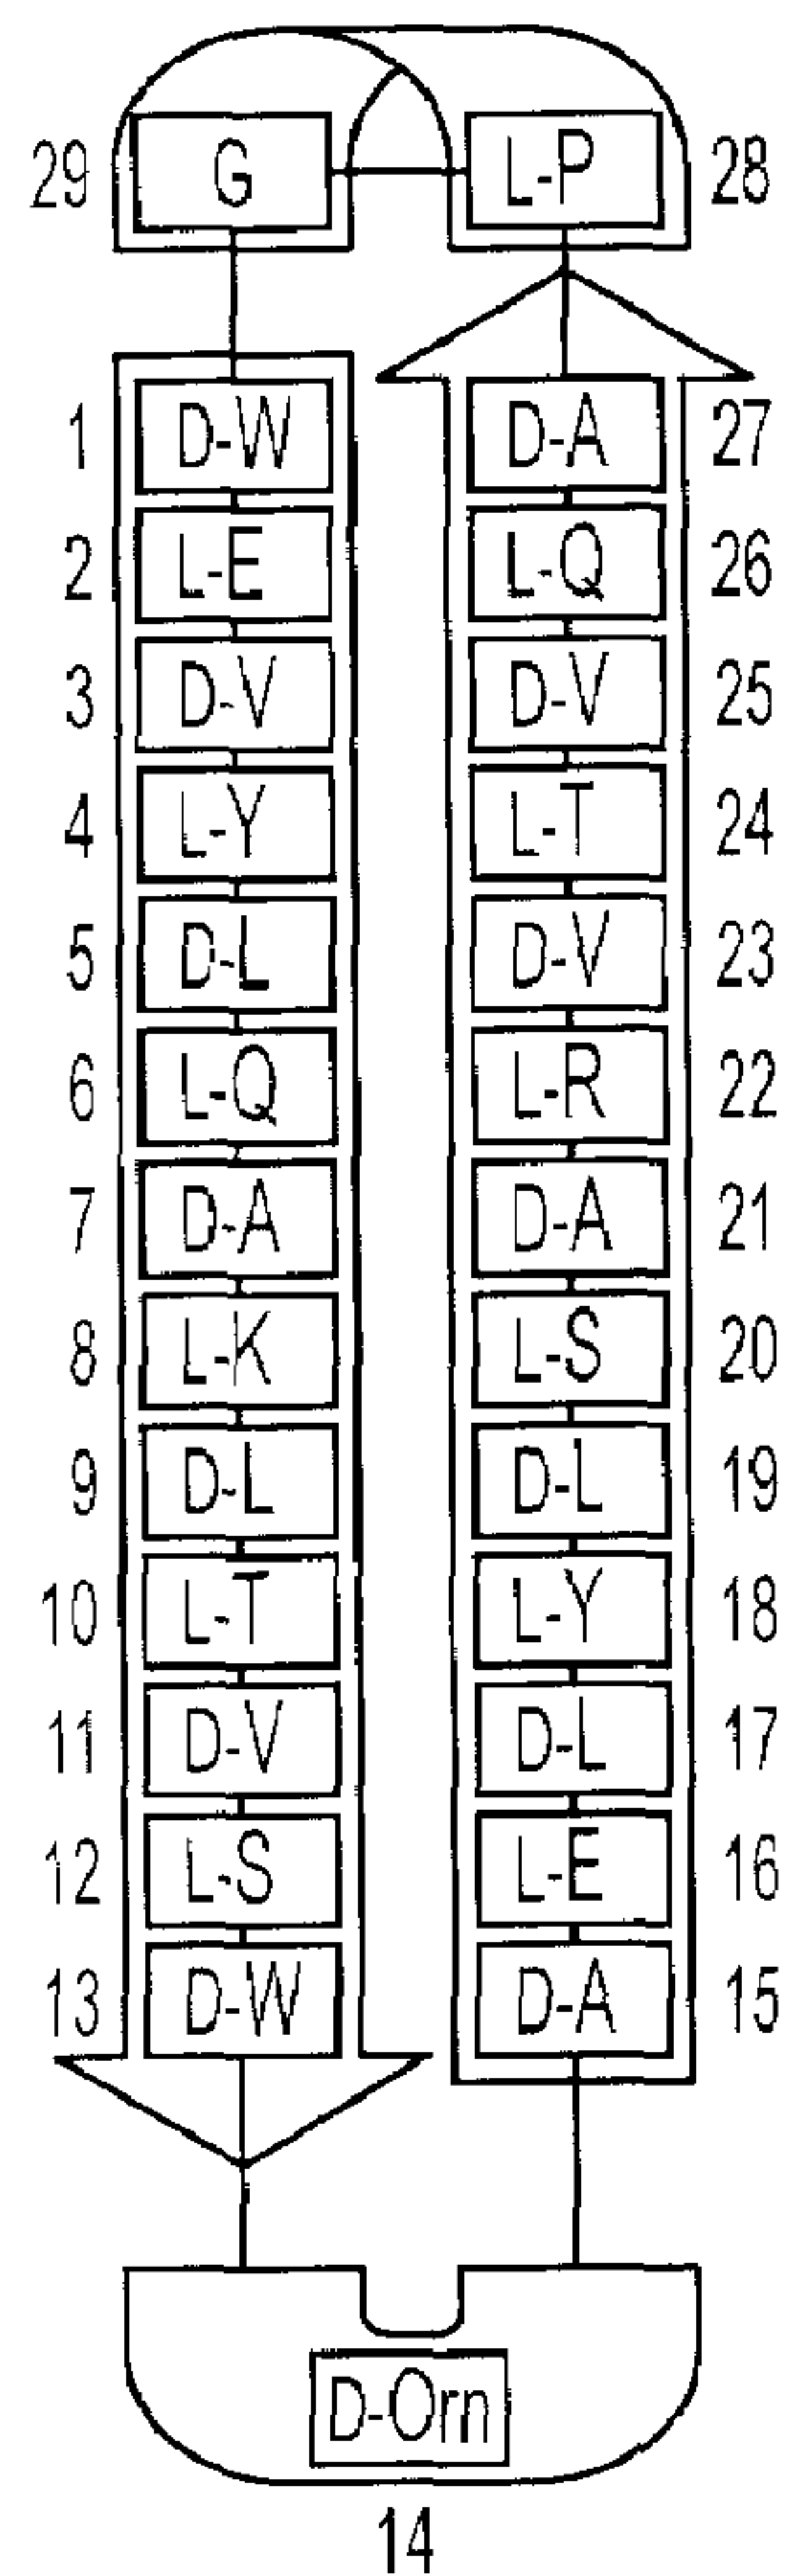 29 G L-P 28
1 D-W D-A 27
2 L-E L-Q 26
3 D-V D-V 25
4 L-Y L-T 24
5 D-L D-V 23
6 L-Q L-R 22
7 D-A D-A 21
8 L-K L-S 20
9 D-L D-L 19
10 L-T L-Y 18
11 D-V D-L 17
12 L-S L-E 16
13 D-W D-A 15
D-Orn
14